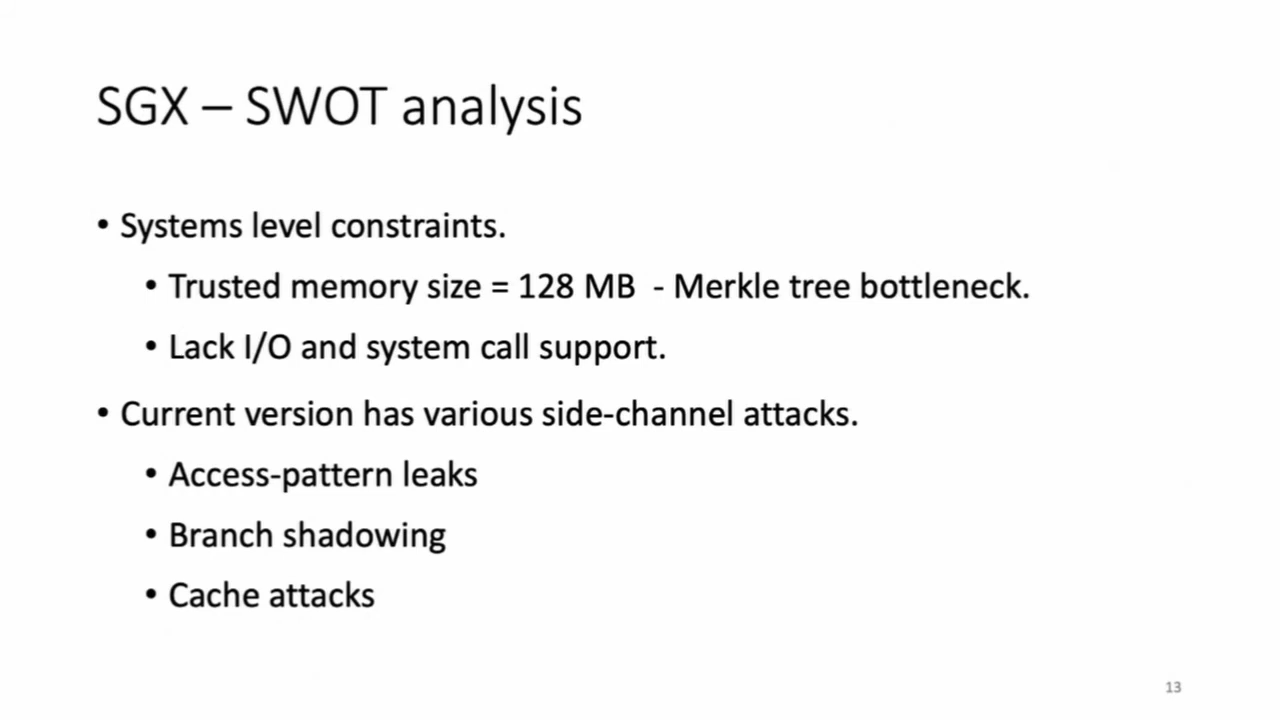 SGX – SWOT analysis
• Systems level constraints.
• Trusted memory size = 128 MB  - Merkle tree bottleneck.
• Lack I/O and system call support.
• Current version has various side-channel attacks.
• Access-pattern leaks
• Branch shadowing
• Cache attacks
13